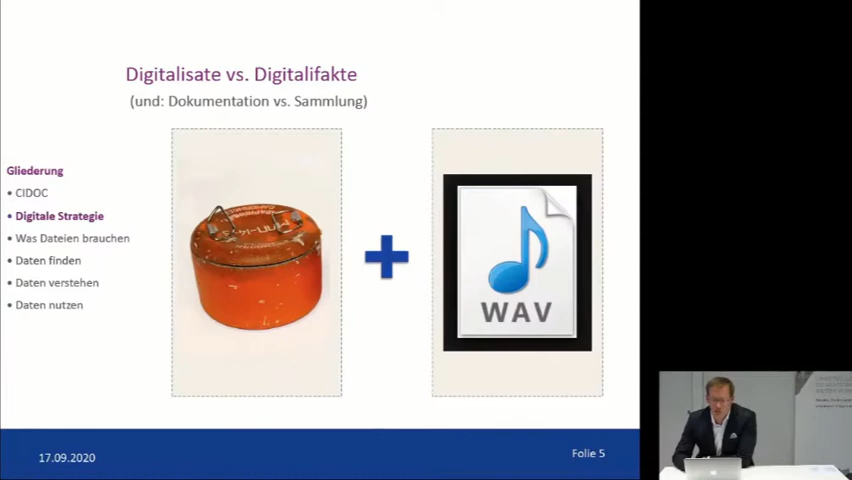 Digitalisate vs. Digitalifakte
(und: Dokumentation vs. Sammlung)
Gliederung
• CIDOC
• Digitale Strategie
• Was Dateien brauchen
• Daten finden
• Daten verstehen
• Daten nutzen
WAV
17.09.2020
Folie 5